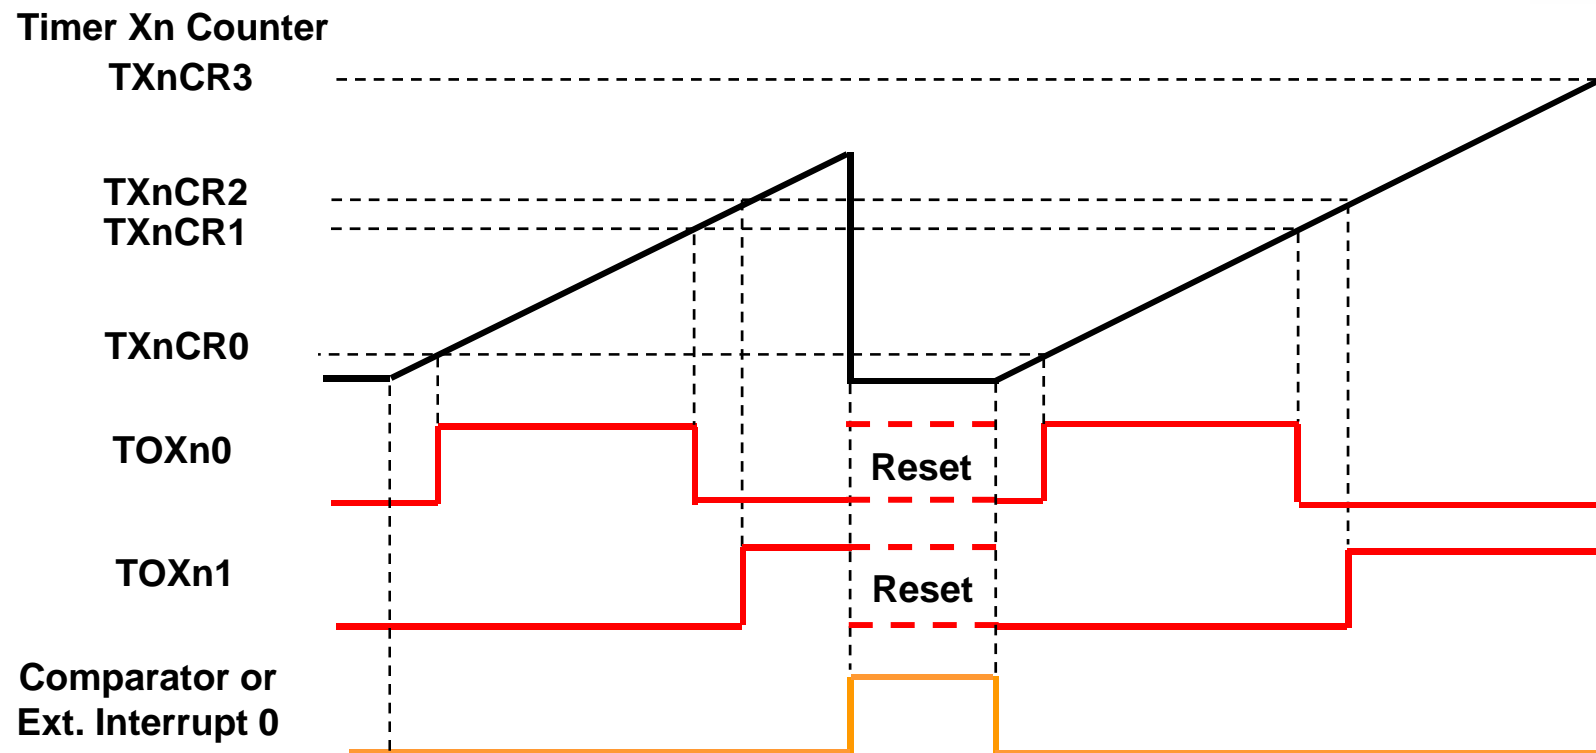 Timer Xn Counter
TXnCR3
TXnCR2
TXnCR1
TXnCR0
TOXn0
Reset
TOXn1
Reset
Comparator or
Ext. Interrupt 0